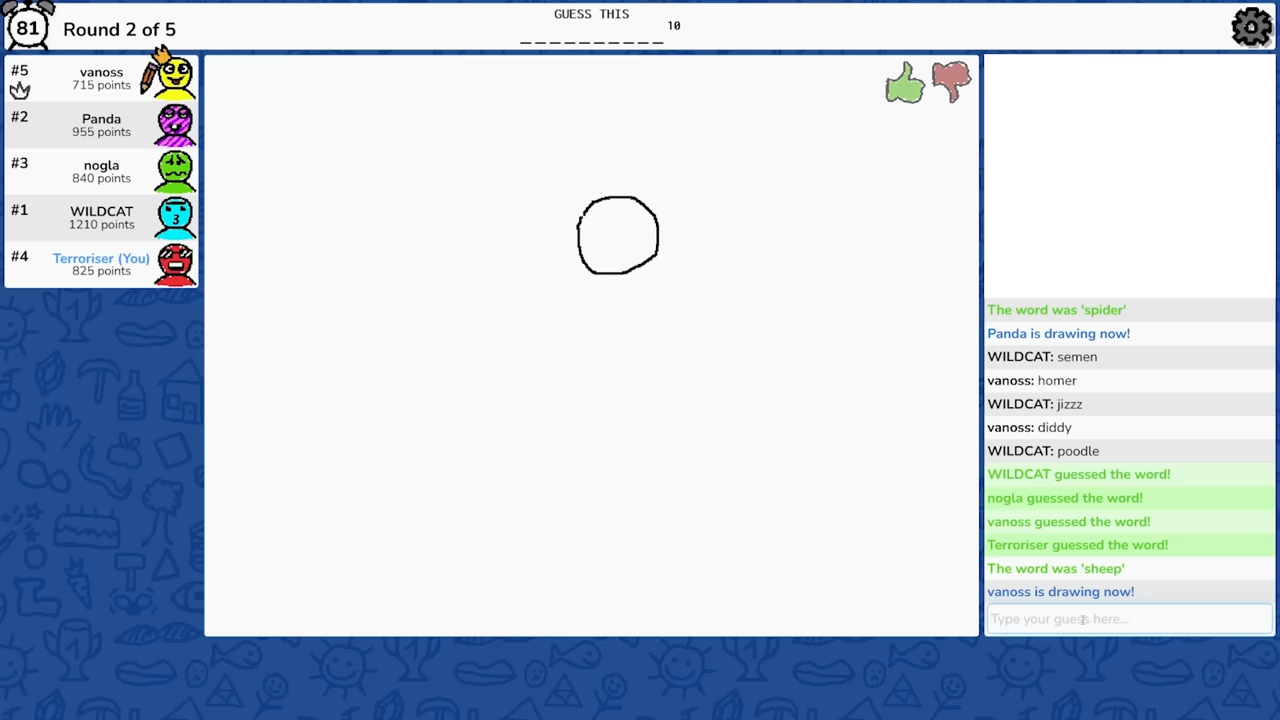 81
Round 2 of 5
GUESS THIS
__________ 10
#5
vanoss
715 points
#2
Panda
955 points
#3
nogla
840 points
#1
WILDCAT
1210 points
#4
Terroriser (You)
825 points
The word was 'spider'
Panda is drawing now!
WILDCAT: semen
vanoss: homer
WILDCAT: jizzz
vanoss: diddy
WILDCAT: poodle
WILDCAT guessed the word!
nogla guessed the word!
vanoss guessed the word!
Terroriser guessed the word!
The word was 'sheep'
vanoss is drawing now!
Type your guess here...